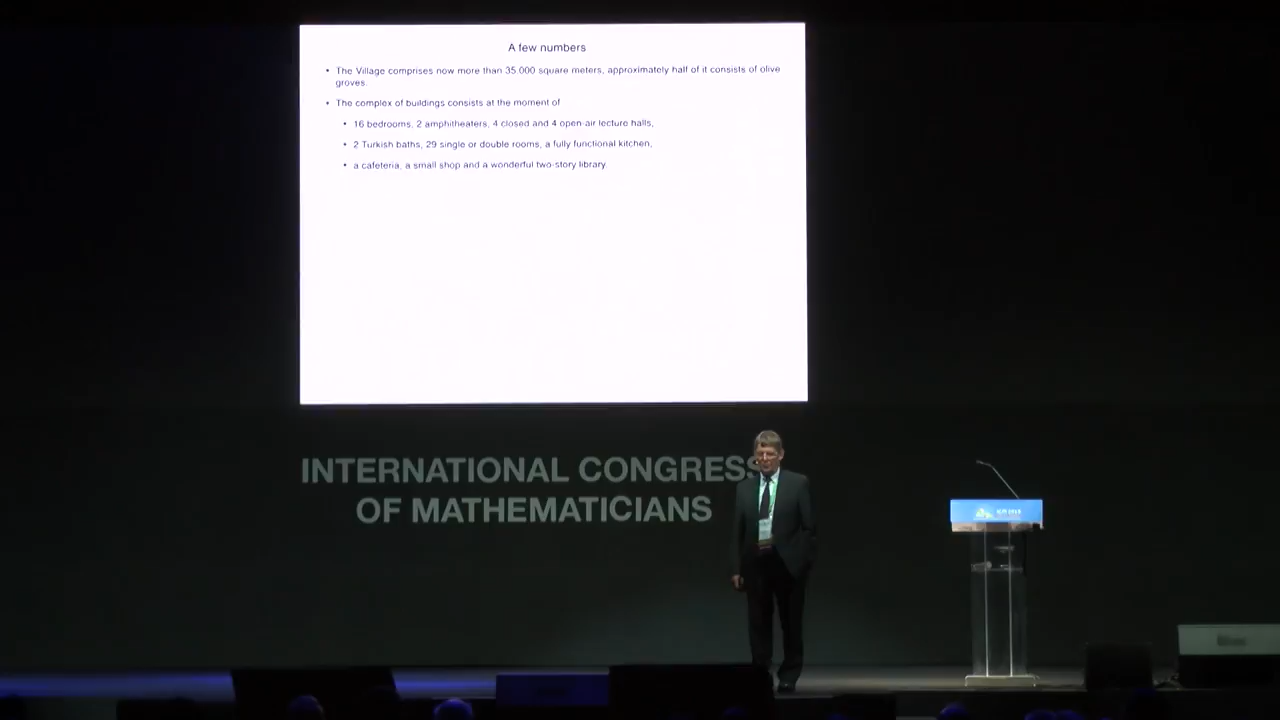 A few numbers
• The Village comprises now more than 35.000 square meters, approximately half of it consists of olive
groves.
• The complex of buildings consists at the moment of
• 16 bedrooms, 2 amphitheaters, 4 closed and 4 open-air lecture halls,
• 2 Turkish baths, 29 single or double rooms, a fully functional kitchen,
• a cafeteria, a small shop and a wonderful two-story library.
INTERNATIONAL CONGRESS
OF MATHEMATICIANS